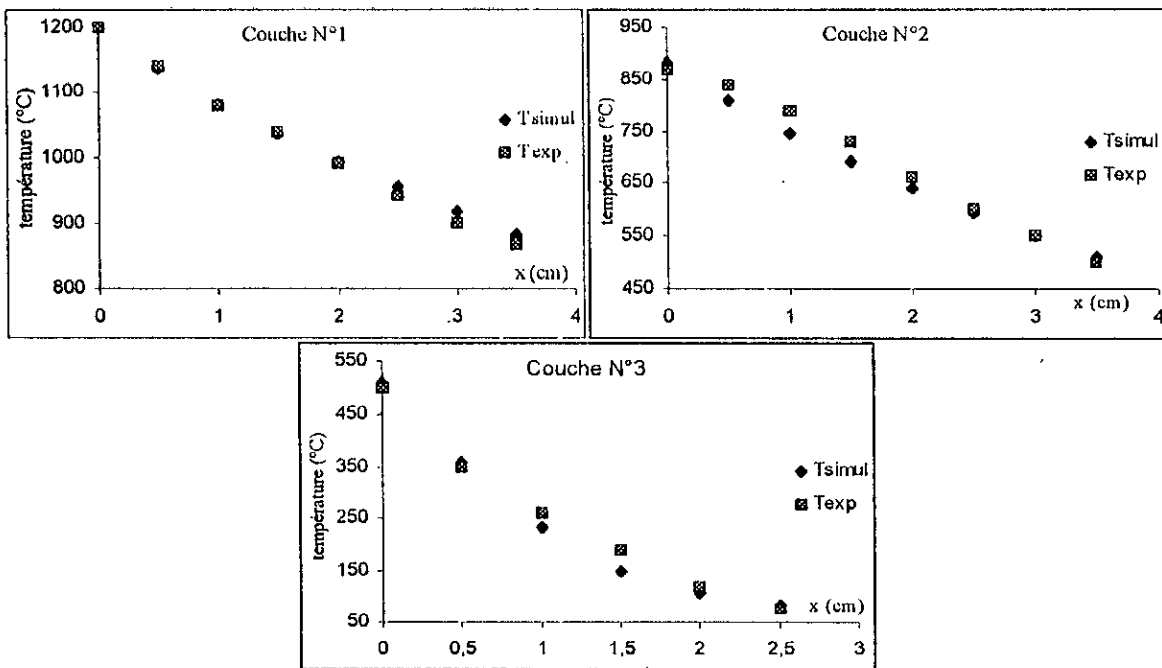 Couche N°1
température (°C)
1200
1100
1000
900
800
Tsimul
Texp
x (cm)
0 1 2 .3 4
Couche N°2
température (°C)
950
850
750
650
550
450
Tsimul
Texp
x (cm)
0 1 2 3 4
Couche N°3
température (°C)
550
450
350
250
150
50
Tsimul
Texp
x (cm)
0 0,5 1 1,5 2 2,5 3